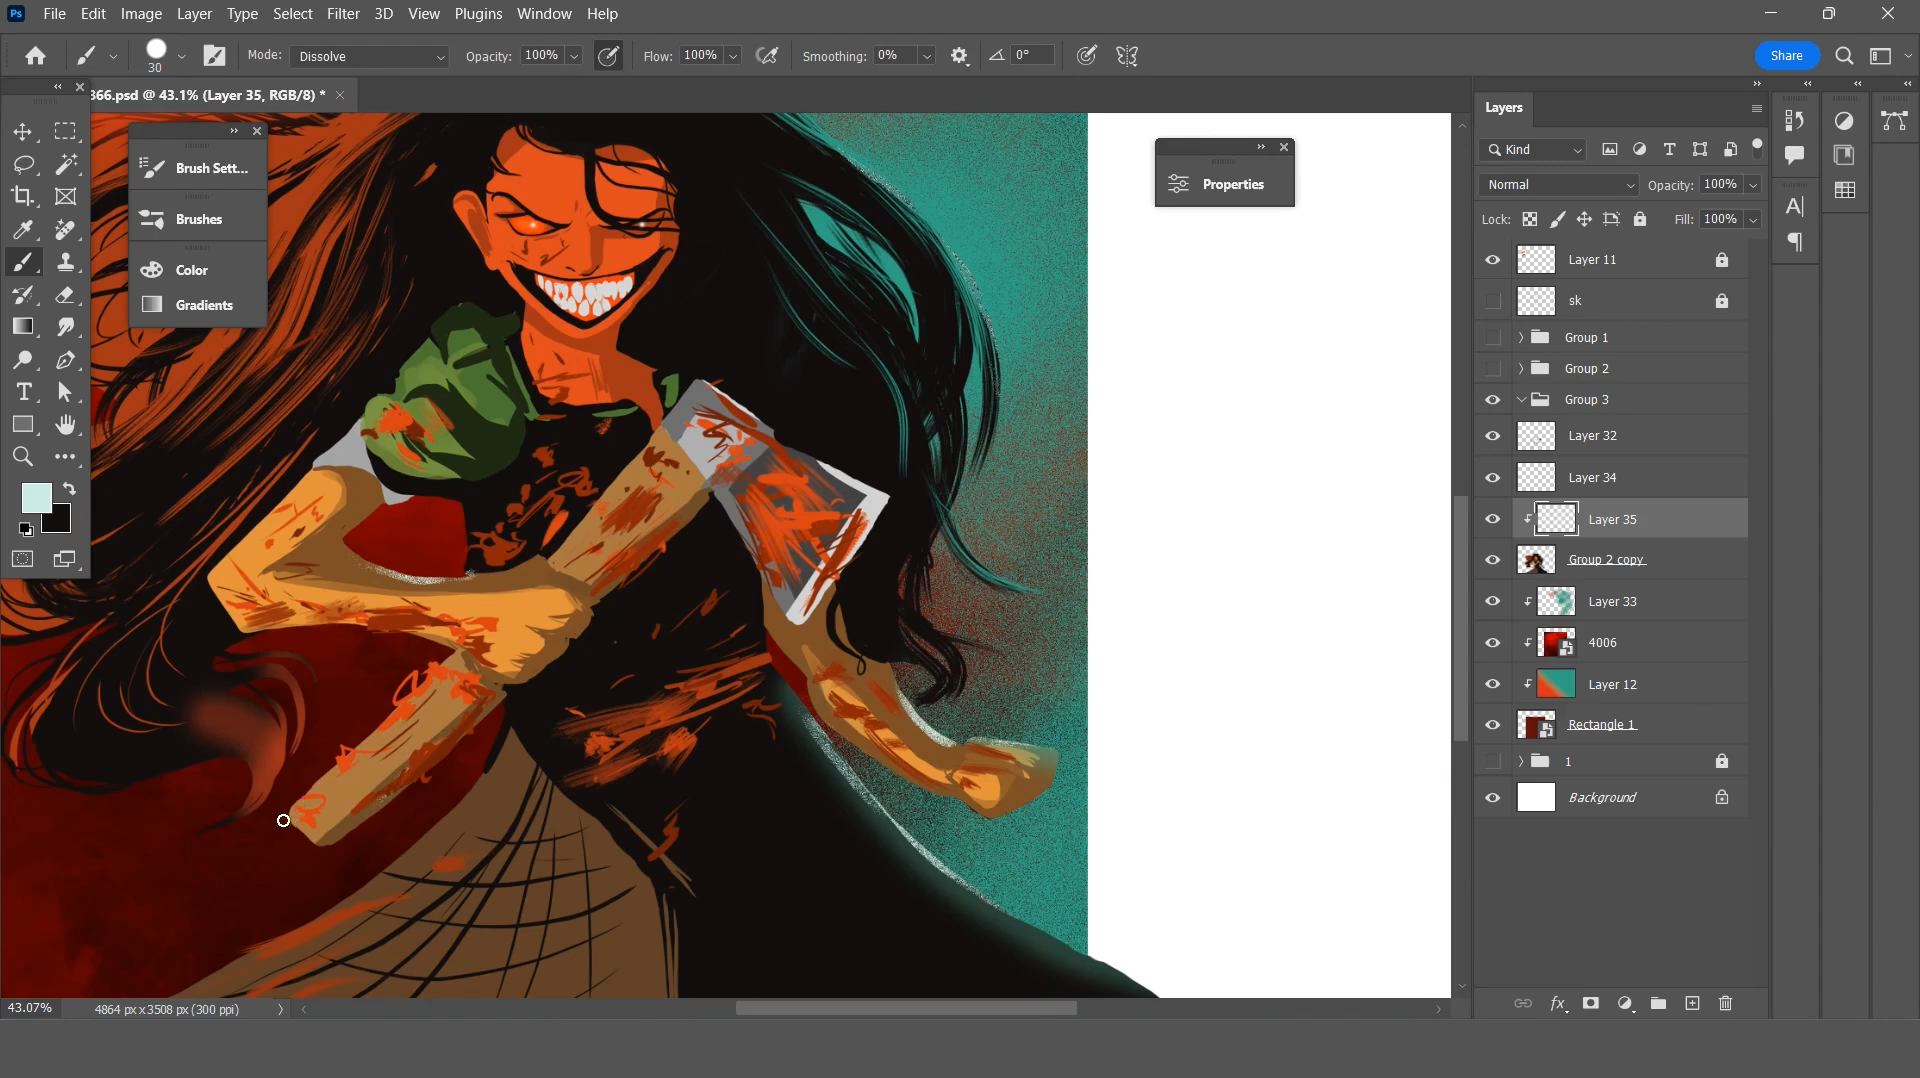 Ps File Edit Image Layer Type Select Filter 3D View Plugins Window Help
30 Mode: Dissolve Opacity: 100% Flow: 100% Smoothing: 0% 0° Share
366.psd @ 43.1% (Layer 35, RGB/8) *
Brush Sett...
Brushes
Color
Gradients
Properties
Layers
Kind
Normal Opacity: 100%
Lock: Fill: 100%
Layer 11
sk
Group 1
Group 2
Group 3
Layer 32
Layer 34
Layer 35
Group 2 copy
Layer 33
4006
Layer 12
Rectangle 1
1
Background
43.07% 4864 px x 3508 px (300 ppi)